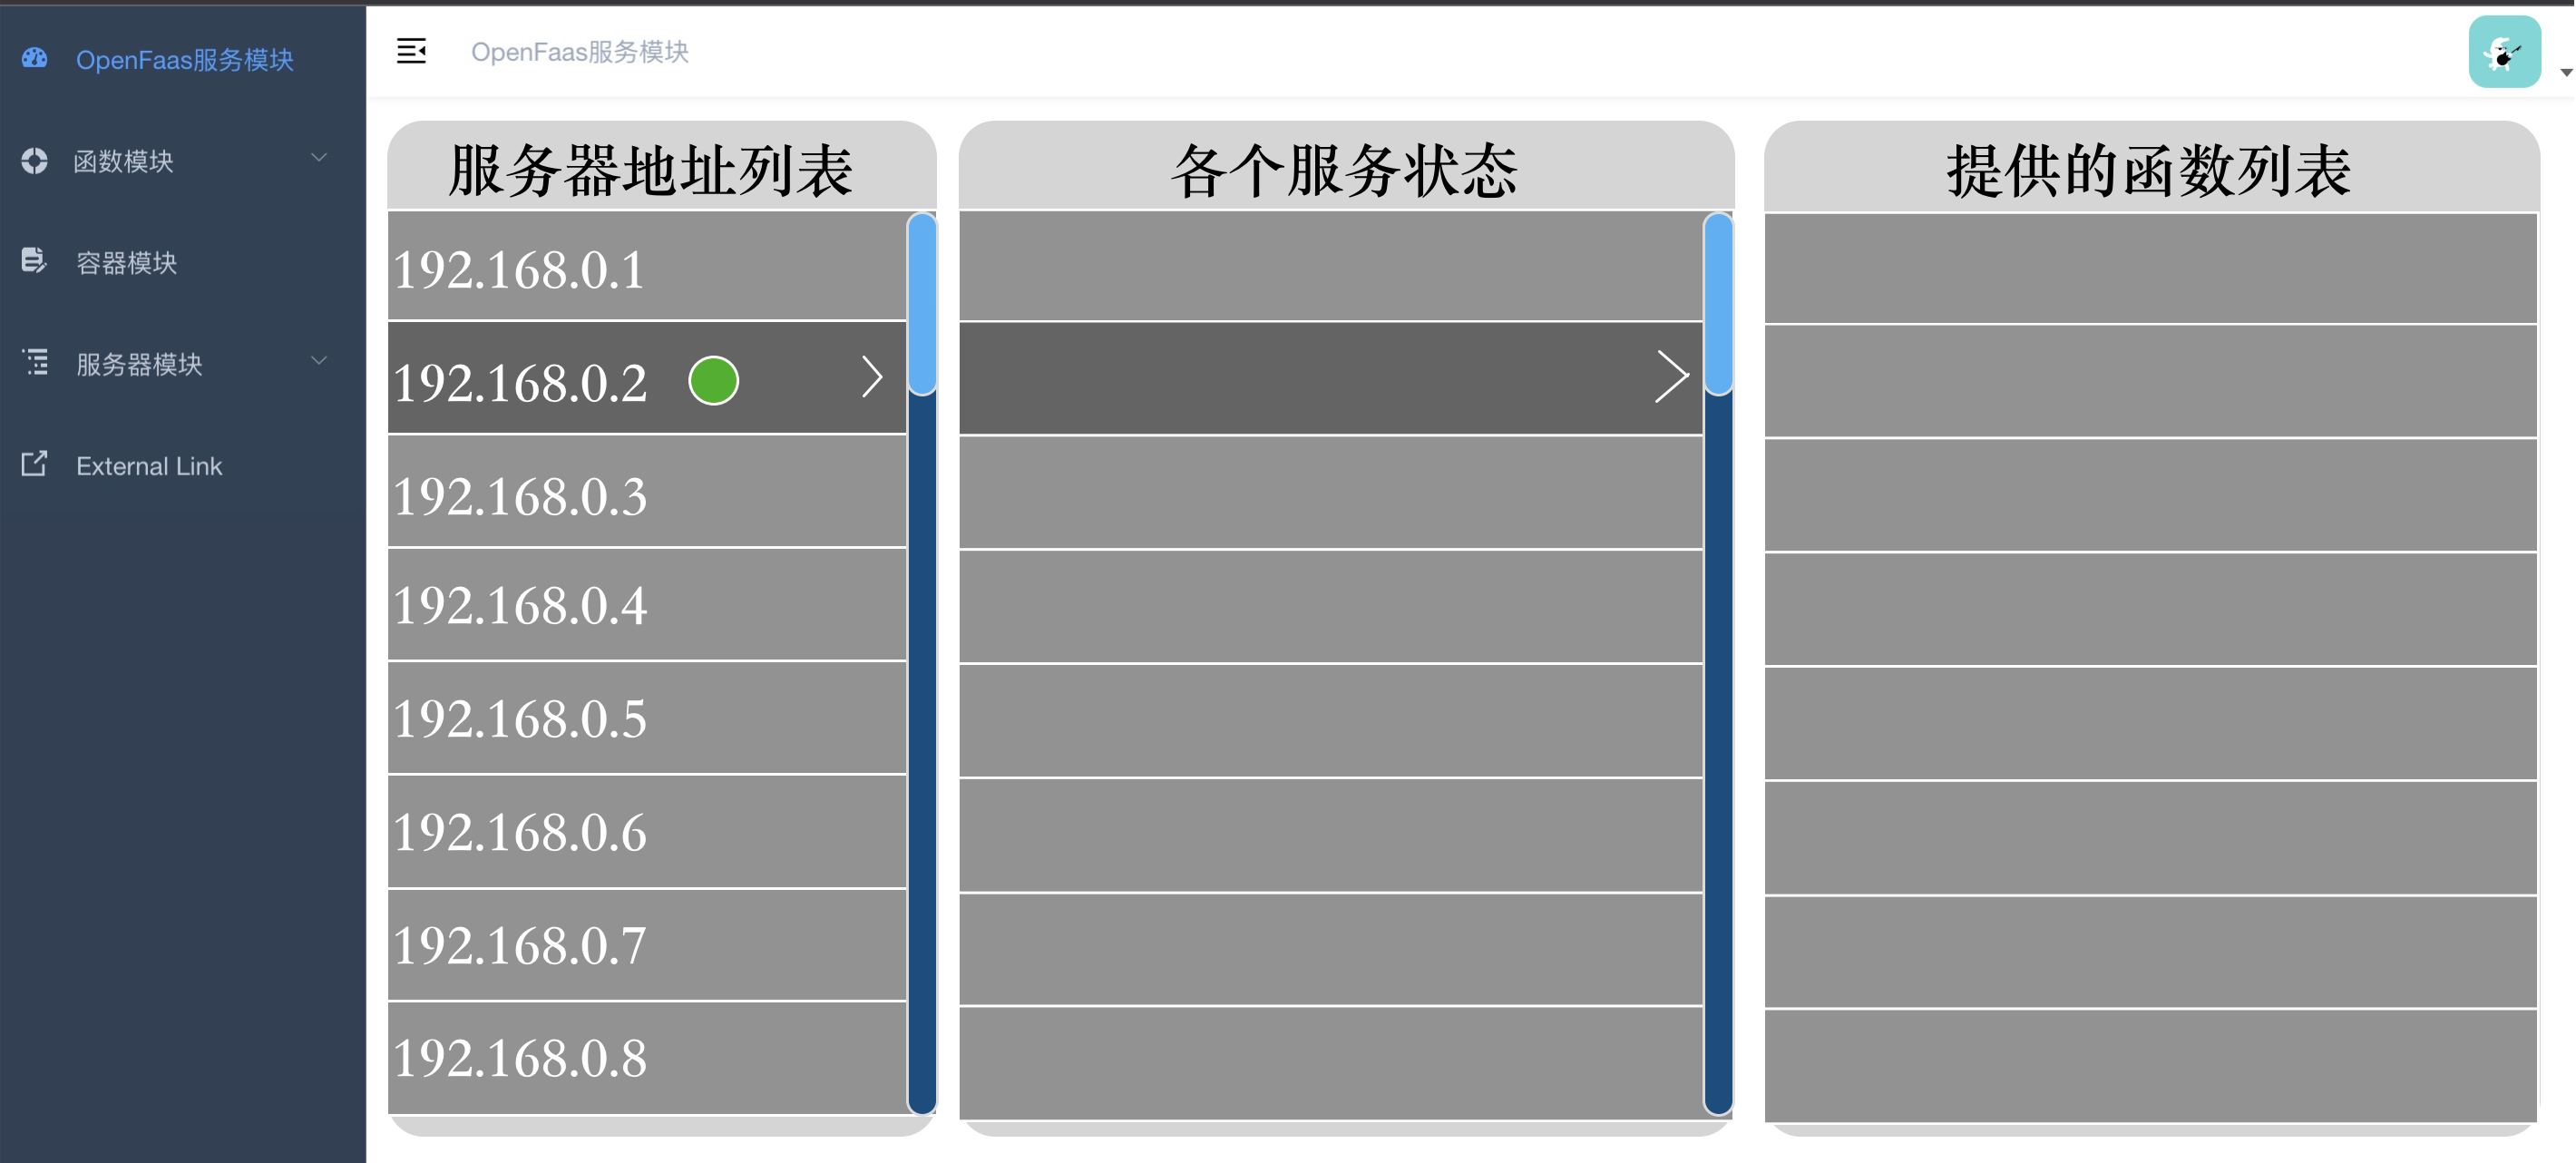 OpenFaas服务模块
函数模块
容器模块
服务器模块
External Link
OpenFaas服务模块
服务器地址列表
192.168.0.1
192.168.0.2
192.168.0.3
192.168.0.4
192.168.0.5
192.168.0.6
192.168.0.7
192.168.0.8
各个服务状态
提供的函数列表